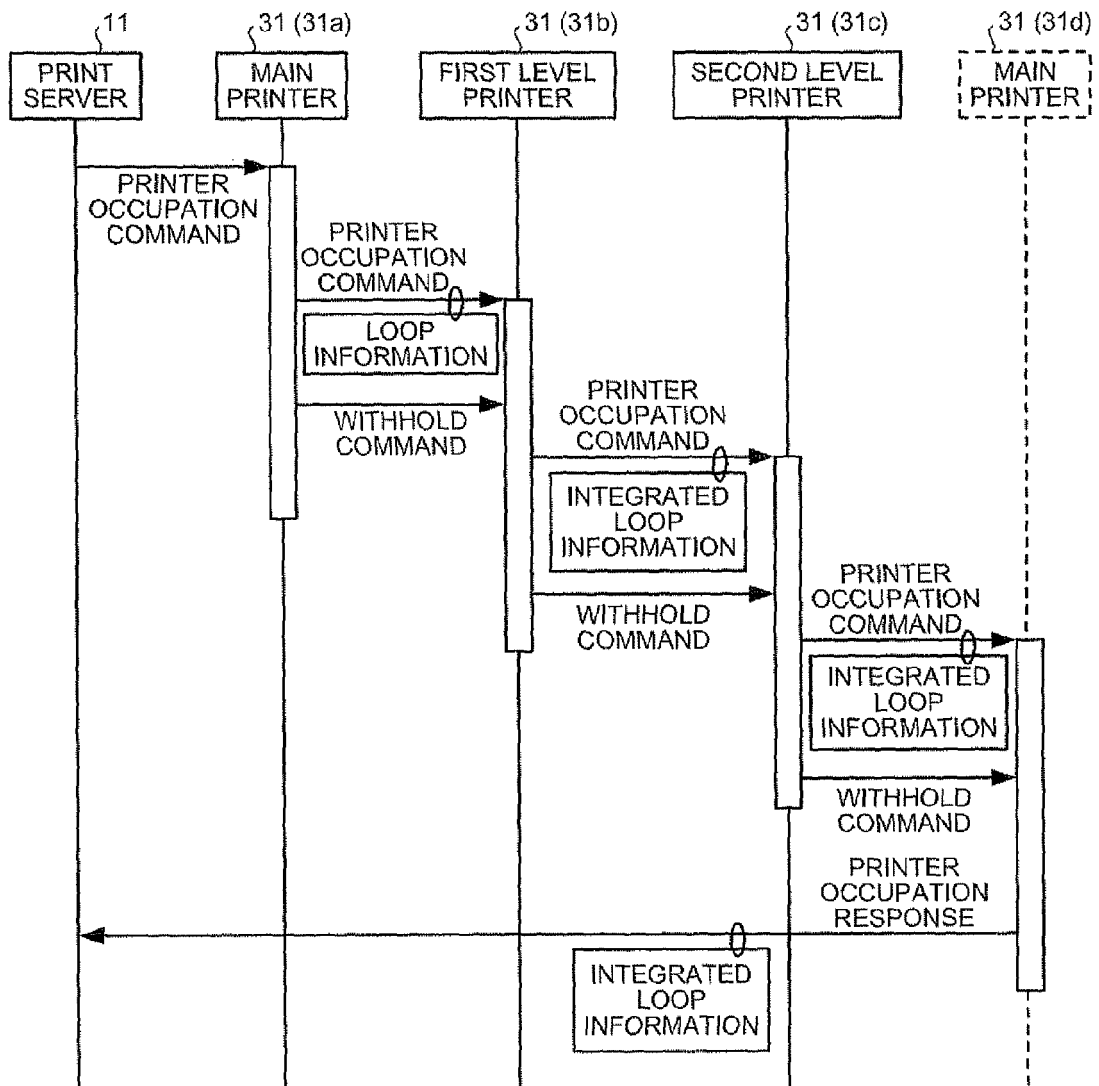 11
31 (31a)
31 (31b)
31 (31c)
31 (31d)
PRINT
SERVER
MAIN
PRINTER
FIRST LEVEL
PRINTER
SECOND LEVEL
PRINTER
MAIN
PRINTER
PRINTER
OCCUPATION
COMMAND
PRINTER
OCCUPATION
COMMAND
LOOP
INFORMATION
WITHHOLD
COMMAND
PRINTER
OCCUPATION
COMMAND
INTEGRATED
LOOP
INFORMATION
WITHHOLD
COMMAND
PRINTER
OCCUPATION
COMMAND
INTEGRATED
LOOP
INFORMATION
WITHHOLD
COMMAND
PRINTER
OCCUPATION
RESPONSE
INTEGRATED
LOOP
INFORMATION